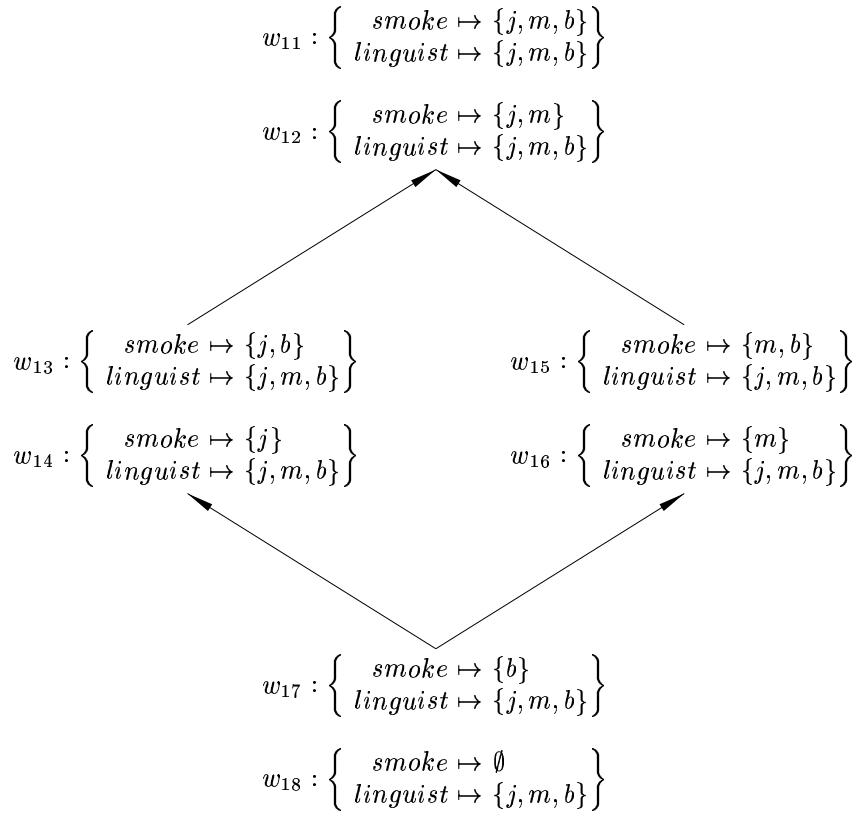 w11 : { smoke ↦ {j, m, b}
linguist ↦ {j, m, b} }
w12 : { smoke ↦ {j, m}
linguist ↦ {j, m, b} }
w13 : { smoke ↦ {j, b}
linguist ↦ {j, m, b} }
w14 : { smoke ↦ {j}
linguist ↦ {j, m, b} }
w15 : { smoke ↦ {m, b}
linguist ↦ {j, m, b} }
w16 : { smoke ↦ {m}
linguist ↦ {j, m, b} }
w17 : { smoke ↦ {b}
linguist ↦ {j, m, b} }
w18 : { smoke ↦ ∅
linguist ↦ {j, m, b} }